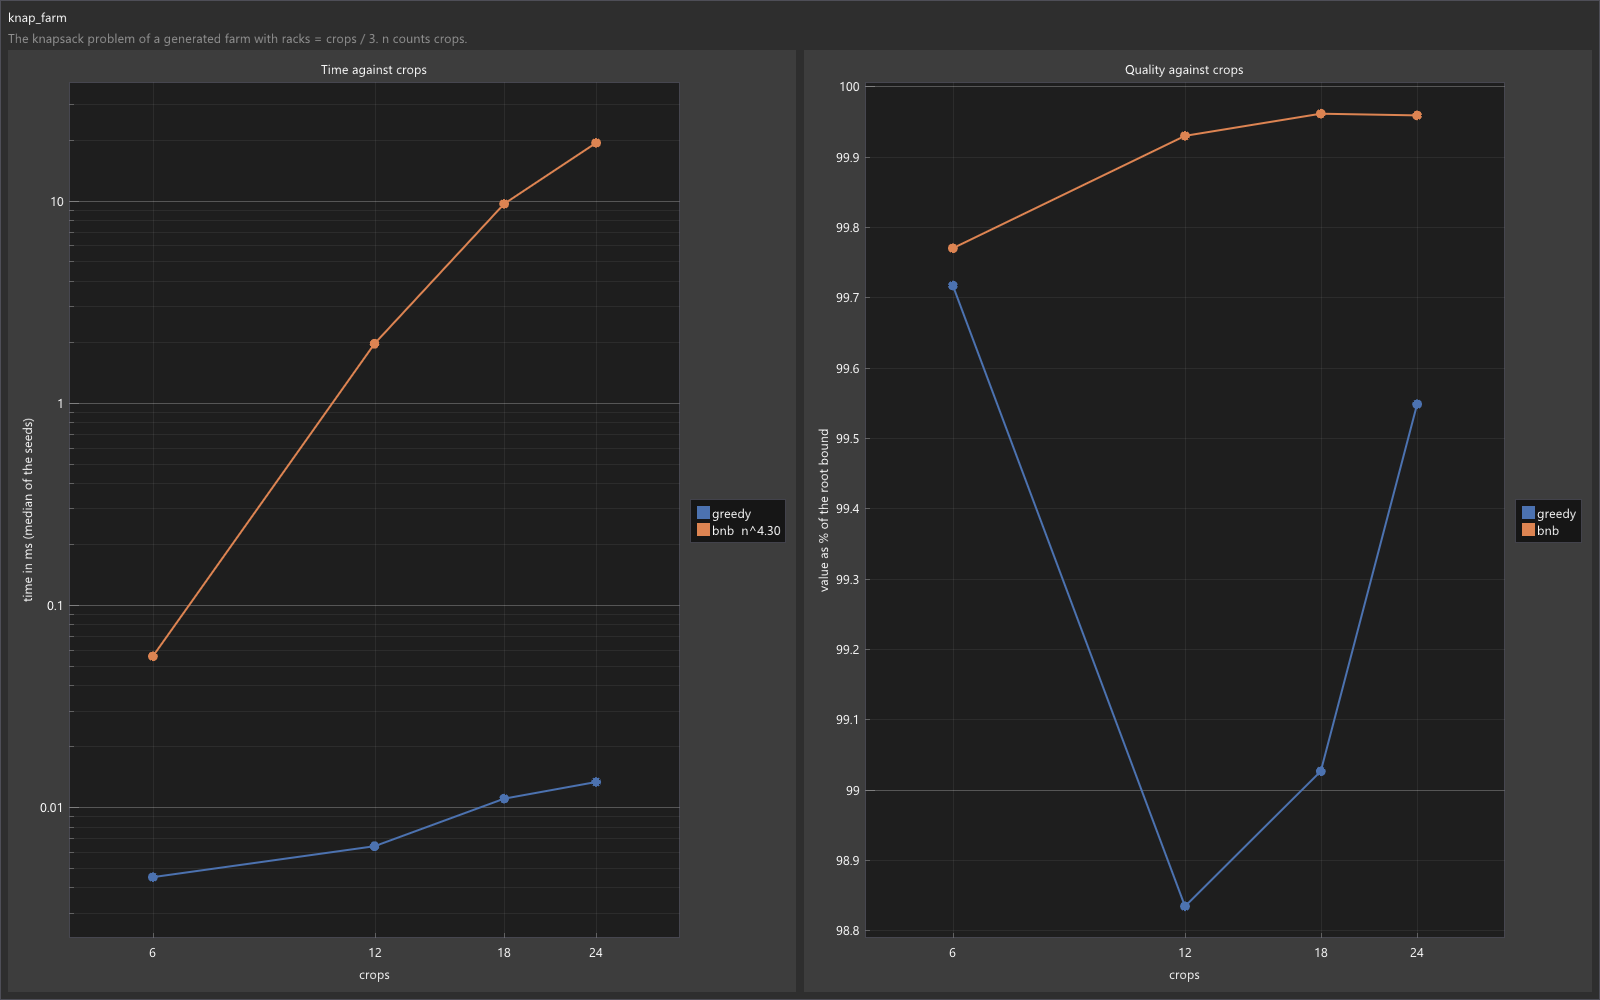 knap_farm
The knapsack problem of a generated farm with racks = crops / 3. n counts crops.
Time against crops
10
1
0.1
0.01
time in ms (median of the seeds)
6
12
18
24
crops
greedy
bnb n^4.30
Quality against crops
100
99.9
99.8
99.7
99.6
99.5
99.4
99.3
99.2
99.1
99
98.9
98.8
value as % of the root bound
6
12
18
24
crops
greedy
bnb